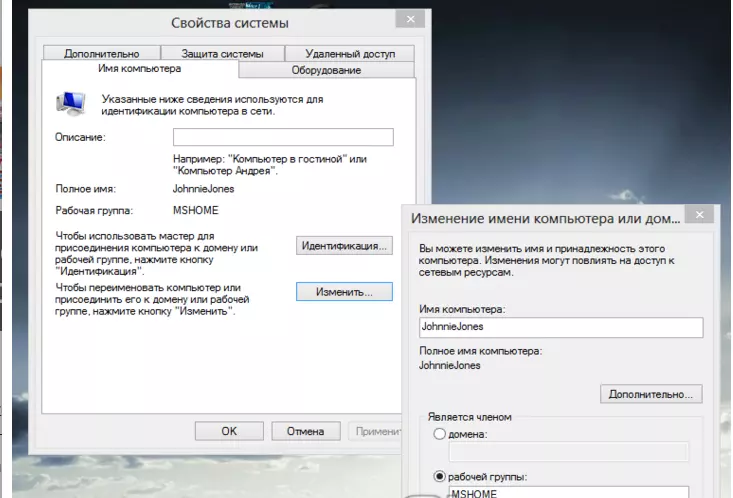 Свойства системы
Дополнительно
Защита системы
Удаленный доступ
Имя компьютера
Оборудование
Указанные ниже сведения используются для
идентификации компьютера в сети.
Описание:
Например: "Компьютер в гостиной" или
"Компьютер Андрея".
Полное имя:
JohnnieJones
Рабочая группа:
MSHOME
Чтобы использовать мастер для
присоединения компьютера к домену или
рабочей группе, нажмите кнопку
"Идентификация".
Идентификация...
Чтобы переименовать компьютер или
присоединить его к домену или рабочей
группе, нажмите кнопку "Изменить".
Изменить...
OK
Отмена
Применит
Изменение имени компьютера или дом...
Вы можете изменить имя и принадлежность этого
компьютера. Изменения могут повлиять на доступ к
сетевым ресурсам.
Имя компьютера:
JohnnieJones
Полное имя компьютера:
JohnnieJones
Дополнительно...
Является членом
домена:
рабочей группы:
MSHOME